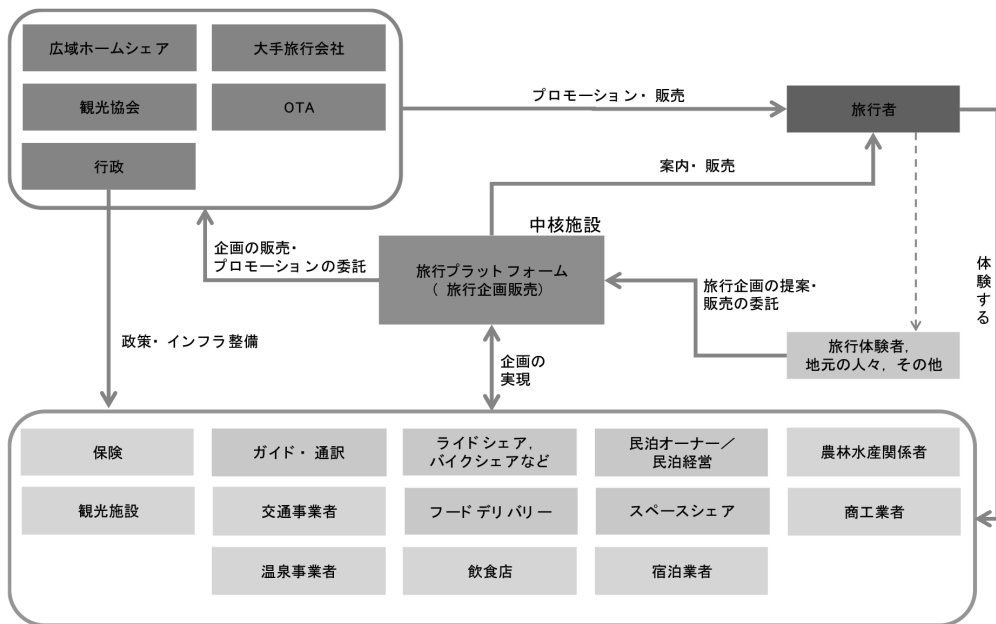 広域ホームシェア
大手旅行会社
観光協会
OTA
行政
プロモーション・販売
旅行者
案内・販売
中核施設
企画の販売・
プロモーションの委託
旅行プラットフォーム
(旅行企画販売)
旅行企画の提案・
販売の委託
体験する
政策・インフラ整備
企画の
実現
旅行体験者，
地元の人々，その他
保険
ガイド・通訳
ライドシェア，
バイクシェアなど
民泊オーナー／
民泊経営
農林水産関係者
観光施設
交通事業者
フードデリバリー
スペースシェア
商工業者
温泉事業者
飲食店
宿泊業者